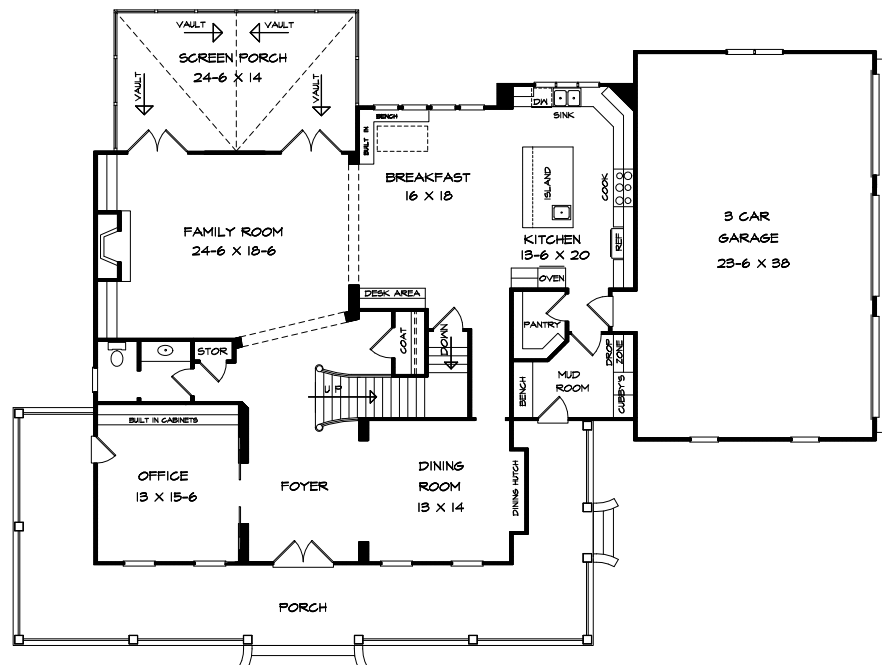 VAULT
VAULT
SCREEN PORCH
24-6 X 14
VAULT
VAULT
BENCH
BUILT IN
DW
SINK
BREAKFAST
16 X 18
ISLAND
COOK
FAMILY ROOM
24-6 X 18-6
KITCHEN
13-6 X 20
REF
3 CAR
GARAGE
23-6 X 38
OVEN
DESK AREA
PANTRY
COAT
DOWN
STOR
DROP
ZONE
MUD
ROOM
BENCH
CUBBY'S
UP
BUILT IN CABINETS
OFFICE
13 X 15-6
FOYER
DINING
ROOM
13 X 14
DINING HUTCH
PORCH